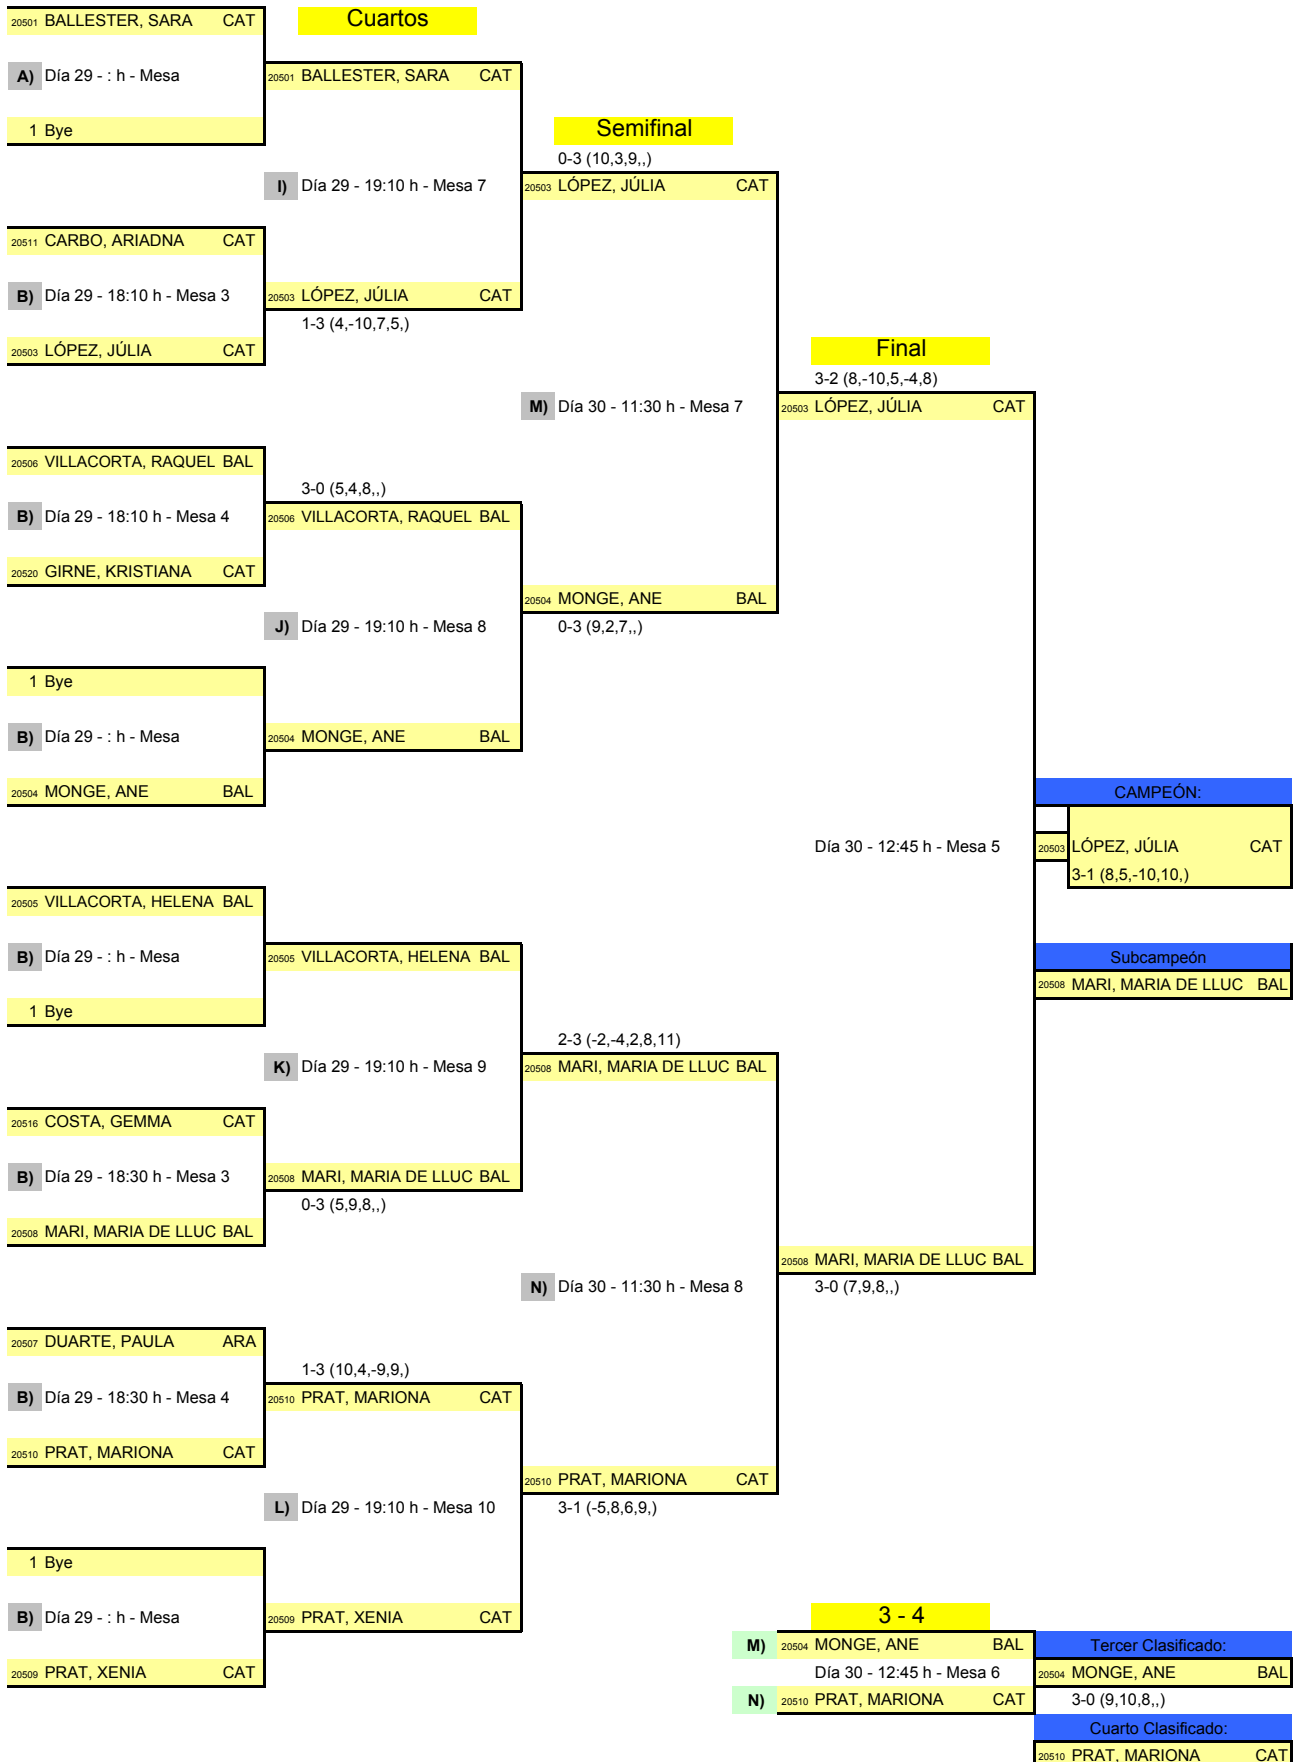 20501 BALLESTER, SARA CAT
Cuartos
A) Día 29 - : h - Mesa
20501 BALLESTER, SARA CAT
1 Bye
Semifinal
0-3 (10,3,9,,)
I) Día 29 - 19:10 h - Mesa 7
20503 LÓPEZ, JÚLIA CAT
20511 CARBO, ARIADNA CAT
B) Día 29 - 18:10 h - Mesa 3
20503 LÓPEZ, JÚLIA CAT
1-3 (4,-10,7,5,)
20503 LÓPEZ, JÚLIA CAT
Final
3-2 (8,-10,5,-4,8)
M) Día 30 - 11:30 h - Mesa 7
20503 LÓPEZ, JÚLIA CAT
20506 VILLACORTA, RAQUEL BAL
3-0 (5,4,8,,)
B) Día 29 - 18:10 h - Mesa 4
20506 VILLACORTA, RAQUEL BAL
20520 GIRNE, KRISTIANA CAT
20504 MONGE, ANE BAL
J) Día 29 - 19:10 h - Mesa 8
0-3 (9,2,7,,)
1 Bye
B) Día 29 - : h - Mesa
20504 MONGE, ANE BAL
20504 MONGE, ANE BAL
CAMPEÓN:
Día 30 - 12:45 h - Mesa 5
20503 LÓPEZ, JÚLIA CAT
3-1 (8,5,-10,10,)
20505 VILLACORTA, HELENA BAL
B) Día 29 - : h - Mesa
20505 VILLACORTA, HELENA BAL
Subcampeón
20508 MARI, MARIA DE LLUC BAL
1 Bye
2-3 (-2,-4,2,8,11)
K) Día 29 - 19:10 h - Mesa 9
20508 MARI, MARIA DE LLUC BAL
20516 COSTA, GEMMA CAT
B) Día 29 - 18:30 h - Mesa 3
20508 MARI, MARIA DE LLUC BAL
0-3 (5,9,8,,)
20508 MARI, MARIA DE LLUC BAL
20508 MARI, MARIA DE LLUC BAL
N) Día 30 - 11:30 h - Mesa 8
3-0 (7,9,8,,)
20507 DUARTE, PAULA ARA
1-3 (10,4,-9,9,)
B) Día 29 - 18:30 h - Mesa 4
20510 PRAT, MARIONA CAT
20510 PRAT, MARIONA CAT
20510 PRAT, MARIONA CAT
L) Día 29 - 19:10 h - Mesa 10
3-1 (-5,8,6,9,)
1 Bye
B) Día 29 - : h - Mesa
20509 PRAT, XENIA CAT
3 - 4
M) 20504 MONGE, ANE BAL
Tercer Clasificado:
20509 PRAT, XENIA CAT
Día 30 - 12:45 h - Mesa 6
20504 MONGE, ANE BAL
N) 20510 PRAT, MARIONA CAT
3-0 (9,10,8,,)
Cuarto Clasificado:
20510 PRAT, MARIONA CAT